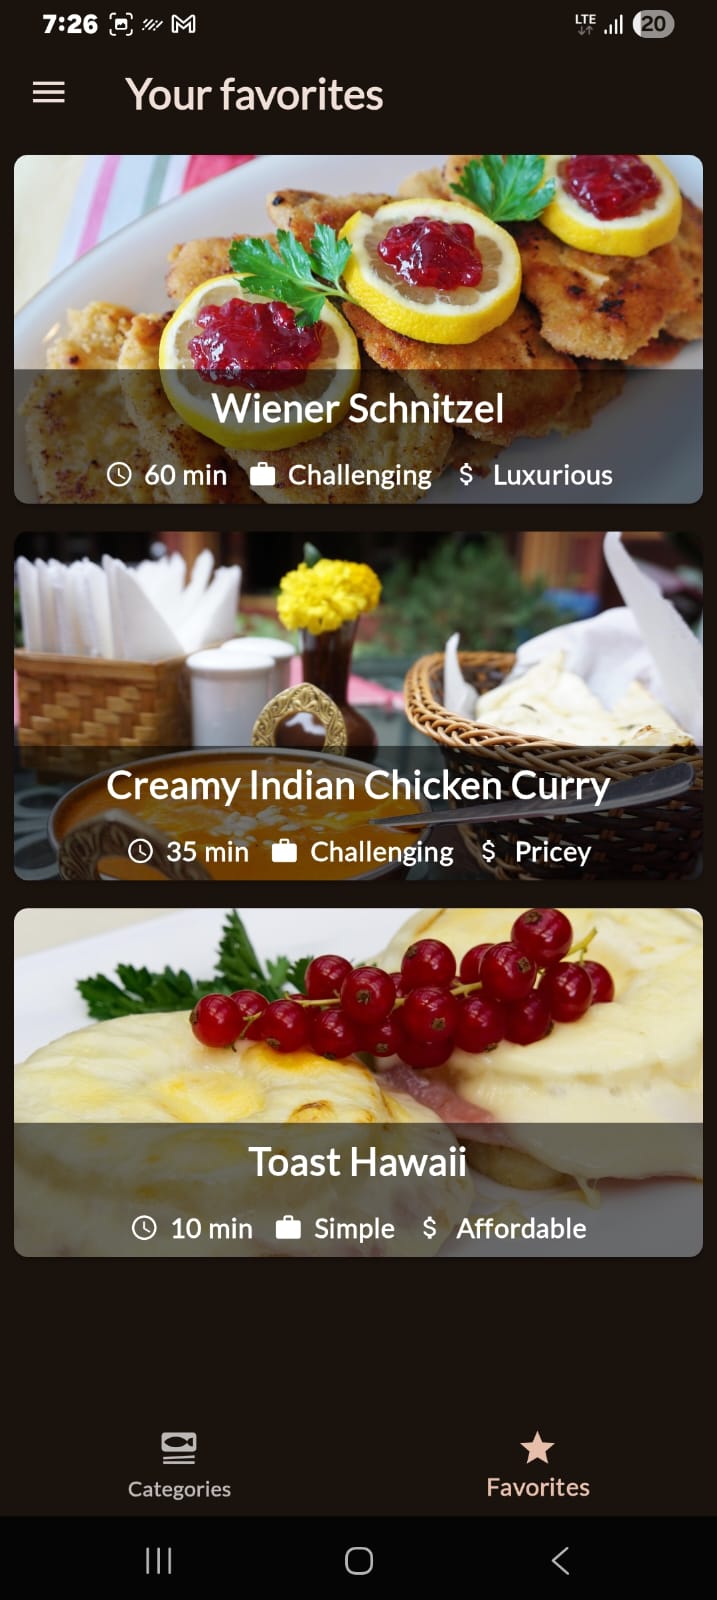 7:26 LTE 20
Your favorites
Wiener Schnitzel
60 min Challenging $ Luxurious
Creamy Indian Chicken Curry
35 min Challenging $ Pricey
Toast Hawaii
10 min Simple $ Affordable
Categories Favorites